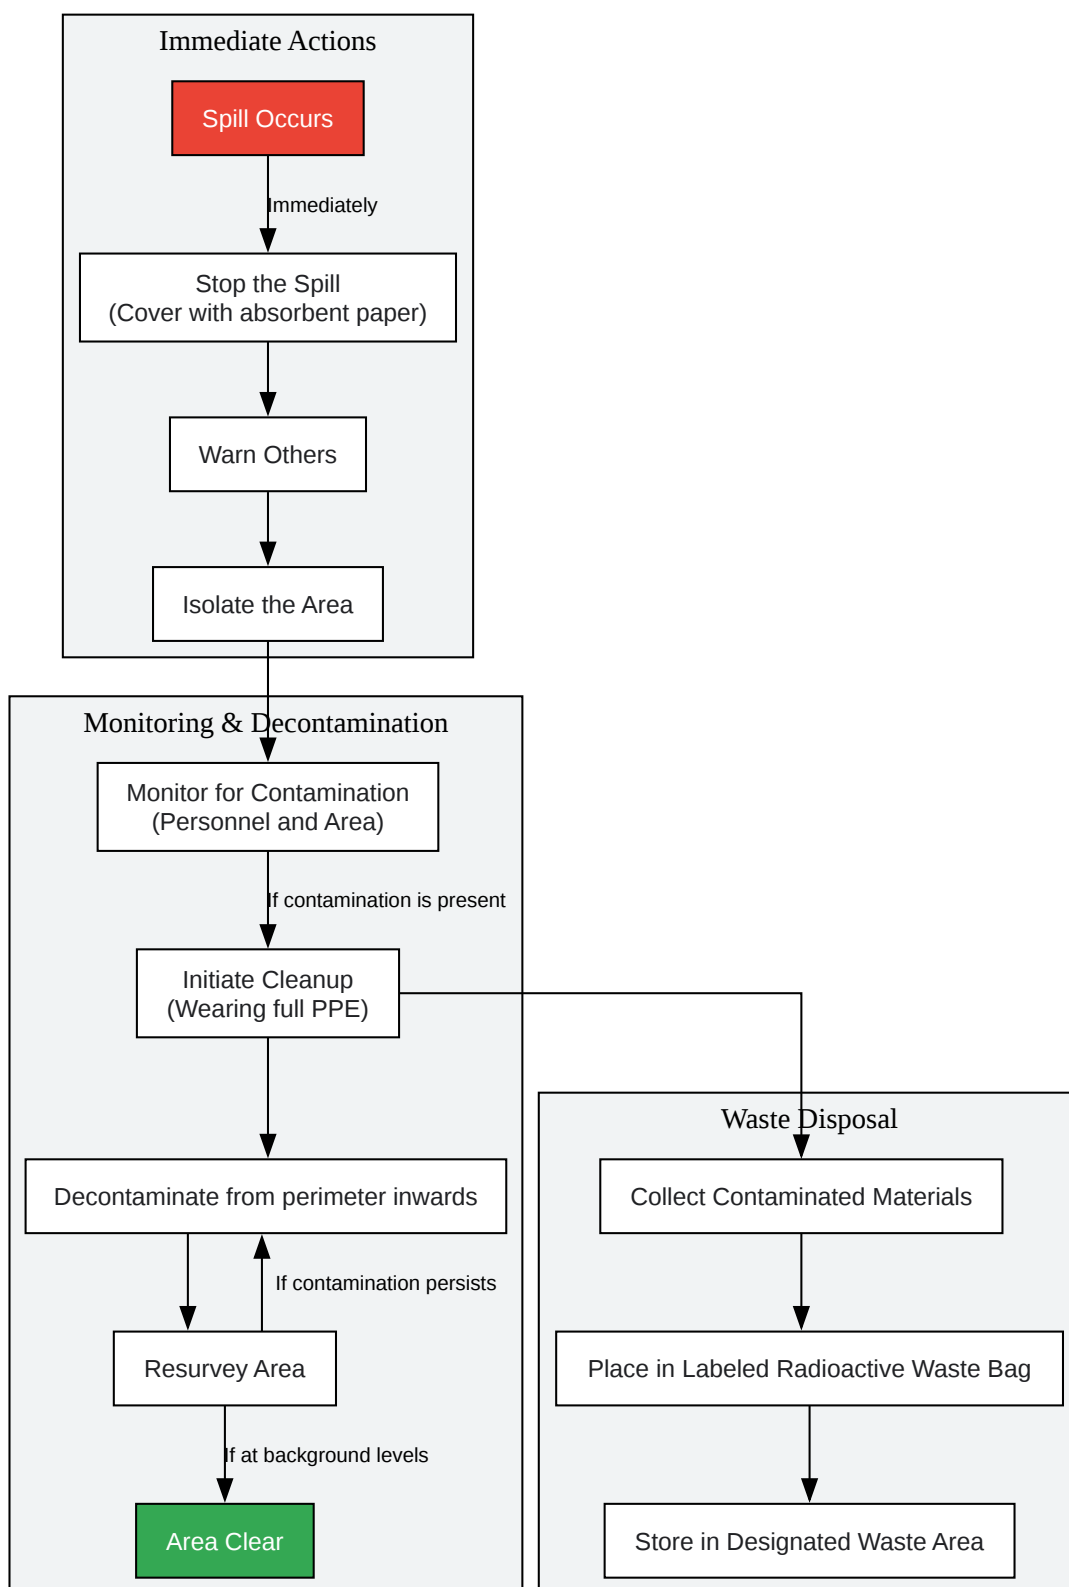 Immediate Actions
Spill Occurs
Immediately
Stop the Spill
(Cover with absorbent paper)
Warn Others
Isolate the Area
Monitoring & Decontamination
Monitor for Contamination
(Personnel and Area)
If contamination is present
Initiate Cleanup
(Wearing full PPE)
Decontaminate from perimeter inwards
If contamination persists
Resurvey Area
If at background levels
Area Clear
Waste Disposal
Collect Contaminated Materials
Place in Labeled Radioactive Waste Bag
Store in Designated Waste Area